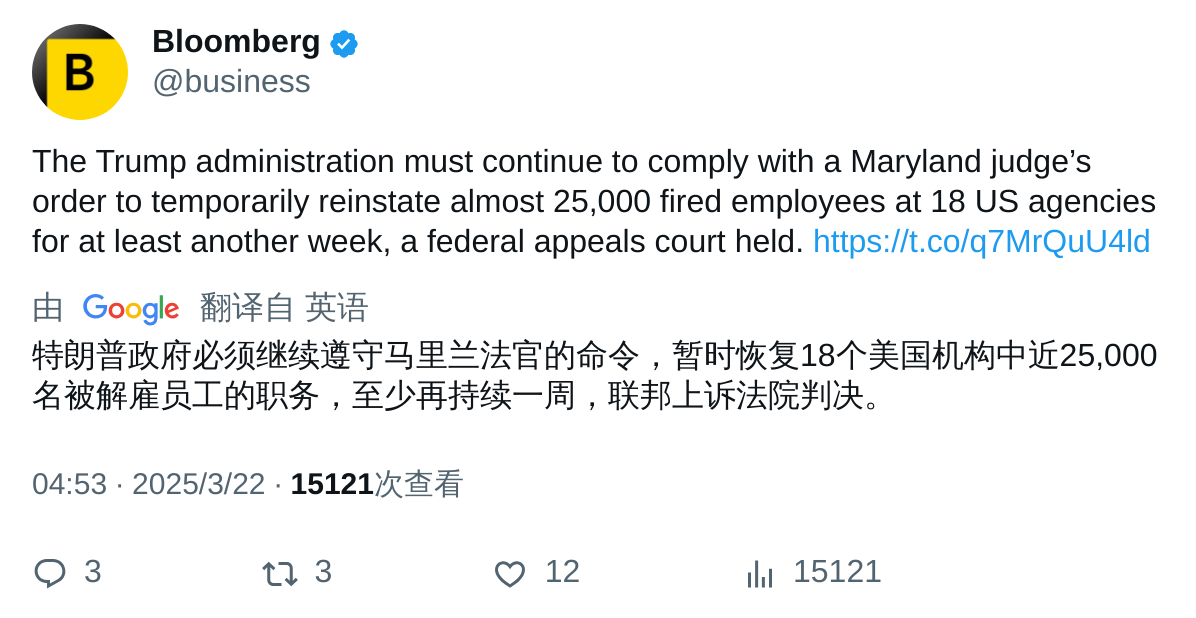 B
Bloomberg
@business
The Trump administration must continue to comply with a Maryland judge’s
order to temporarily reinstate almost 25,000 fired employees at 18 US agencies
for at least another week, a federal appeals court held. https://t.co/q7MrQuU4ld
由 Google 翻译自 英语
特朗普政府必须继续遵守马里兰法官的命令，暂时恢复18个美国机构中近25,000
名被解雇员工的职务，至少再持续一周，联邦上诉法院判决。
04:53 · 2025/3/22 · 15121次查看
3 3 12 15121